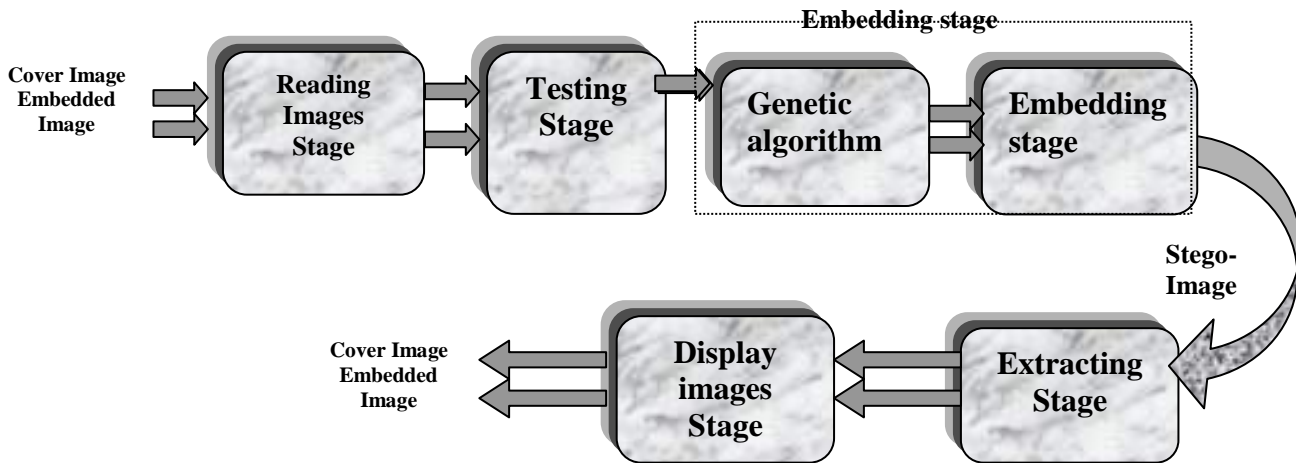 Embedding stage
Cover Image
Embedded
Image
Reading
Images
Stage
Testing
Stage
Genetic
algorithm
Embedding
stage
Stego-
Image
Extracting
Stage
Display
images
Stage
Cover Image
Embedded
Image